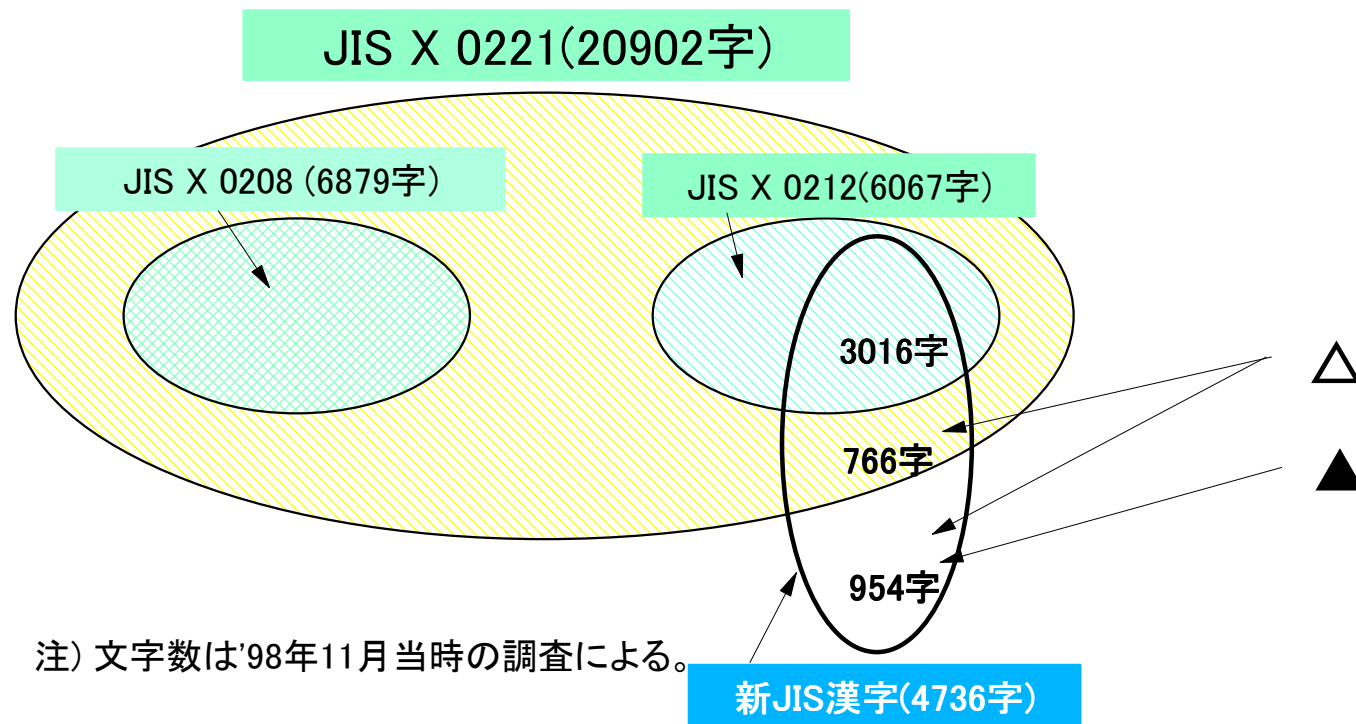 JIS X 0221(20902字)
JIS X 0208 (6879字)
JIS X 0212(6067字)
3016字
△
766字
▲
954字
注) 文字数は'98年11月当時の調査による。
新JIS漢字(4736字)